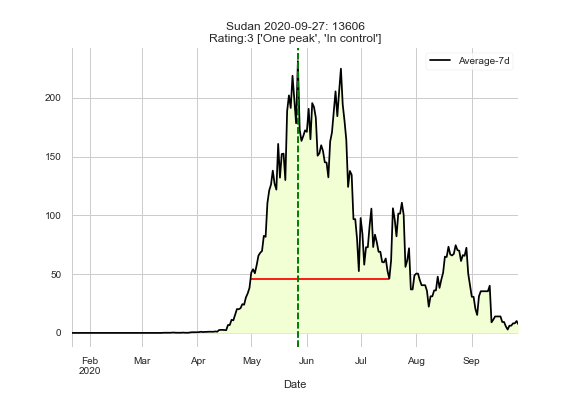 Sudan 2020-09-27: 13606
Rating:3 ['One peak', 'In control']
Average-7d
200
150
100
50
0
Feb Mar Apr May Jun Jul Aug Sep
2020
Date